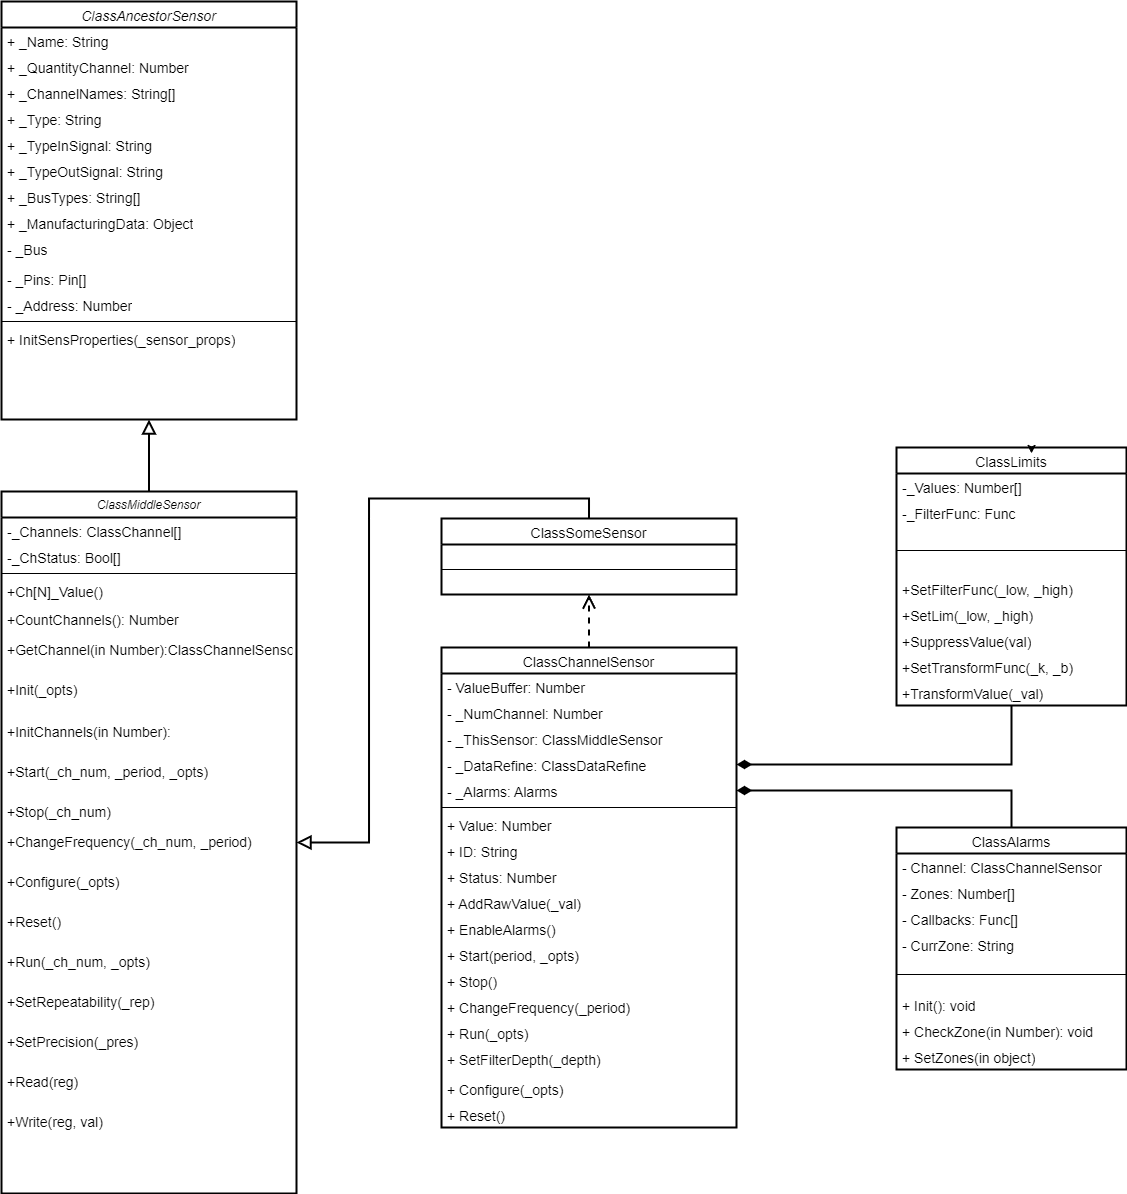 ClassAncestorSensor
+ _Name: String
+ _QuantityChannel: Number
+ _ChannelNames: String[]
+ _Type: String
+ _TypeInSignal: String
+ _TypeOutSignal: String
+ _BusTypes: String[]
+ _ManufacturingData: Object
- _Bus
- _Pins: Pin[]
- _Address: Number
+ InitSensProperties(_sensor_props)
ClassMiddleSensor
-_Channels: ClassChannel[]
-_ChStatus: Bool[]
+Ch[N]_Value()
+CountChannels(): Number
+GetChannel(in Number):ClassChannelSensc
+Init(_opts)
+InitChannels(in Number):
+Start(_ch_num, _period, _opts)
+Stop(_ch_num)
+ChangeFrequency(_ch_num, _period)
+Configure(_opts)
+Reset()
+Run(_ch_num, _opts)
+SetRepeatability(_rep)
+SetPrecision(_pres)
+Read(reg)
+Write(reg, val)
ClassSomeSensor
ClassChannelSensor
- ValueBuffer: Number
- _NumChannel: Number
- _ThisSensor: ClassMiddleSensor
- _DataRefine: ClassDataRefine
- _Alarms: Alarms
+ Value: Number
+ ID: String
+ Status: Number
+ AddRawValue(_val)
+ EnableAlarms()
+ Start(period, _opts)
+ Stop()
+ ChangeFrequency(_period)
+ Run(_opts)
+ SetFilterDepth(_depth)
+ Configure(_opts)
+ Reset()
ClassLimits
-_Values: Number[]
-_FilterFunc: Func
+SetFilterFunc(_low, _high)
+SetLim(_low, _high)
+SuppressValue(val)
+SetTransformFunc(_k, _b)
+TransformValue(_val)
ClassAlarms
- Channel: ClassChannelSensor
- Zones: Number[]
- Callbacks: Func[]
- CurrZone: String
+ Init(): void
+ CheckZone(in Number): void
+ SetZones(in object)